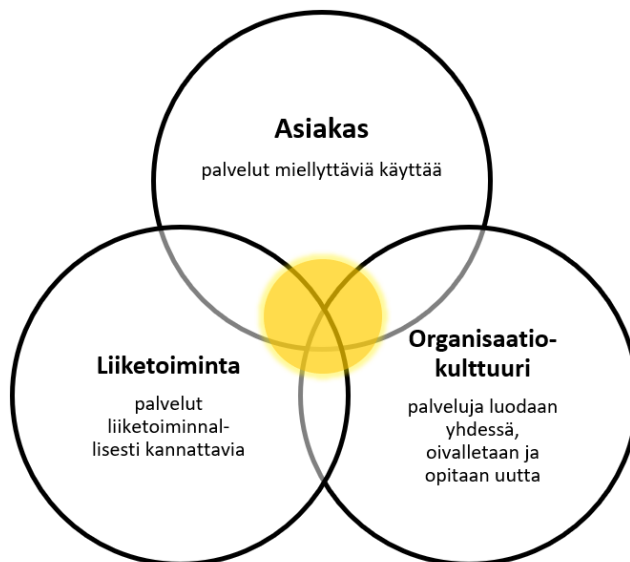 Asiakas
palvelut miellyttäviä käyttää
Liiketoiminta
palvelut
liiketoiminnal-
lisesti kannattavia
Organisaatio-
kulttuuri
palveluja luodaan
yhdessä,
oivalletaan ja
opitaan uutta